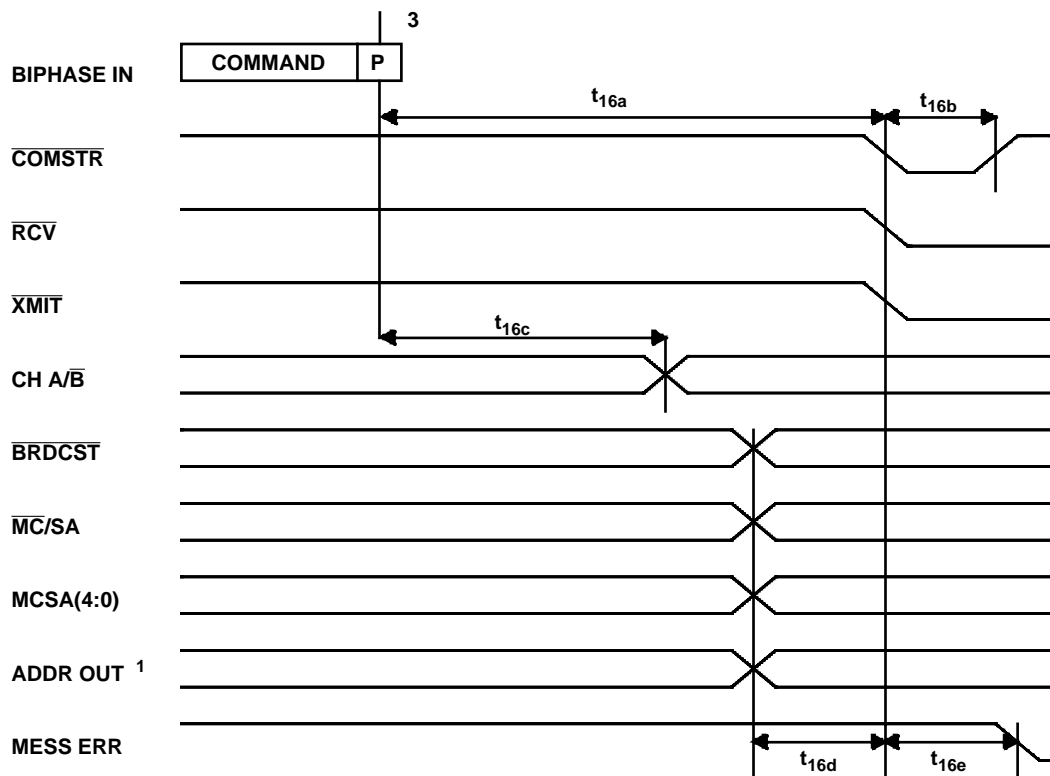 3
BIPHASE IN
COMMAND P
t16a
t16b
COMSTR
RCV
XMIT
t16c
CH A/B
BRDCST
MC/SA
MCSA(4:0)
ADDR OUT 1
MESS ERR
t16d
t16e